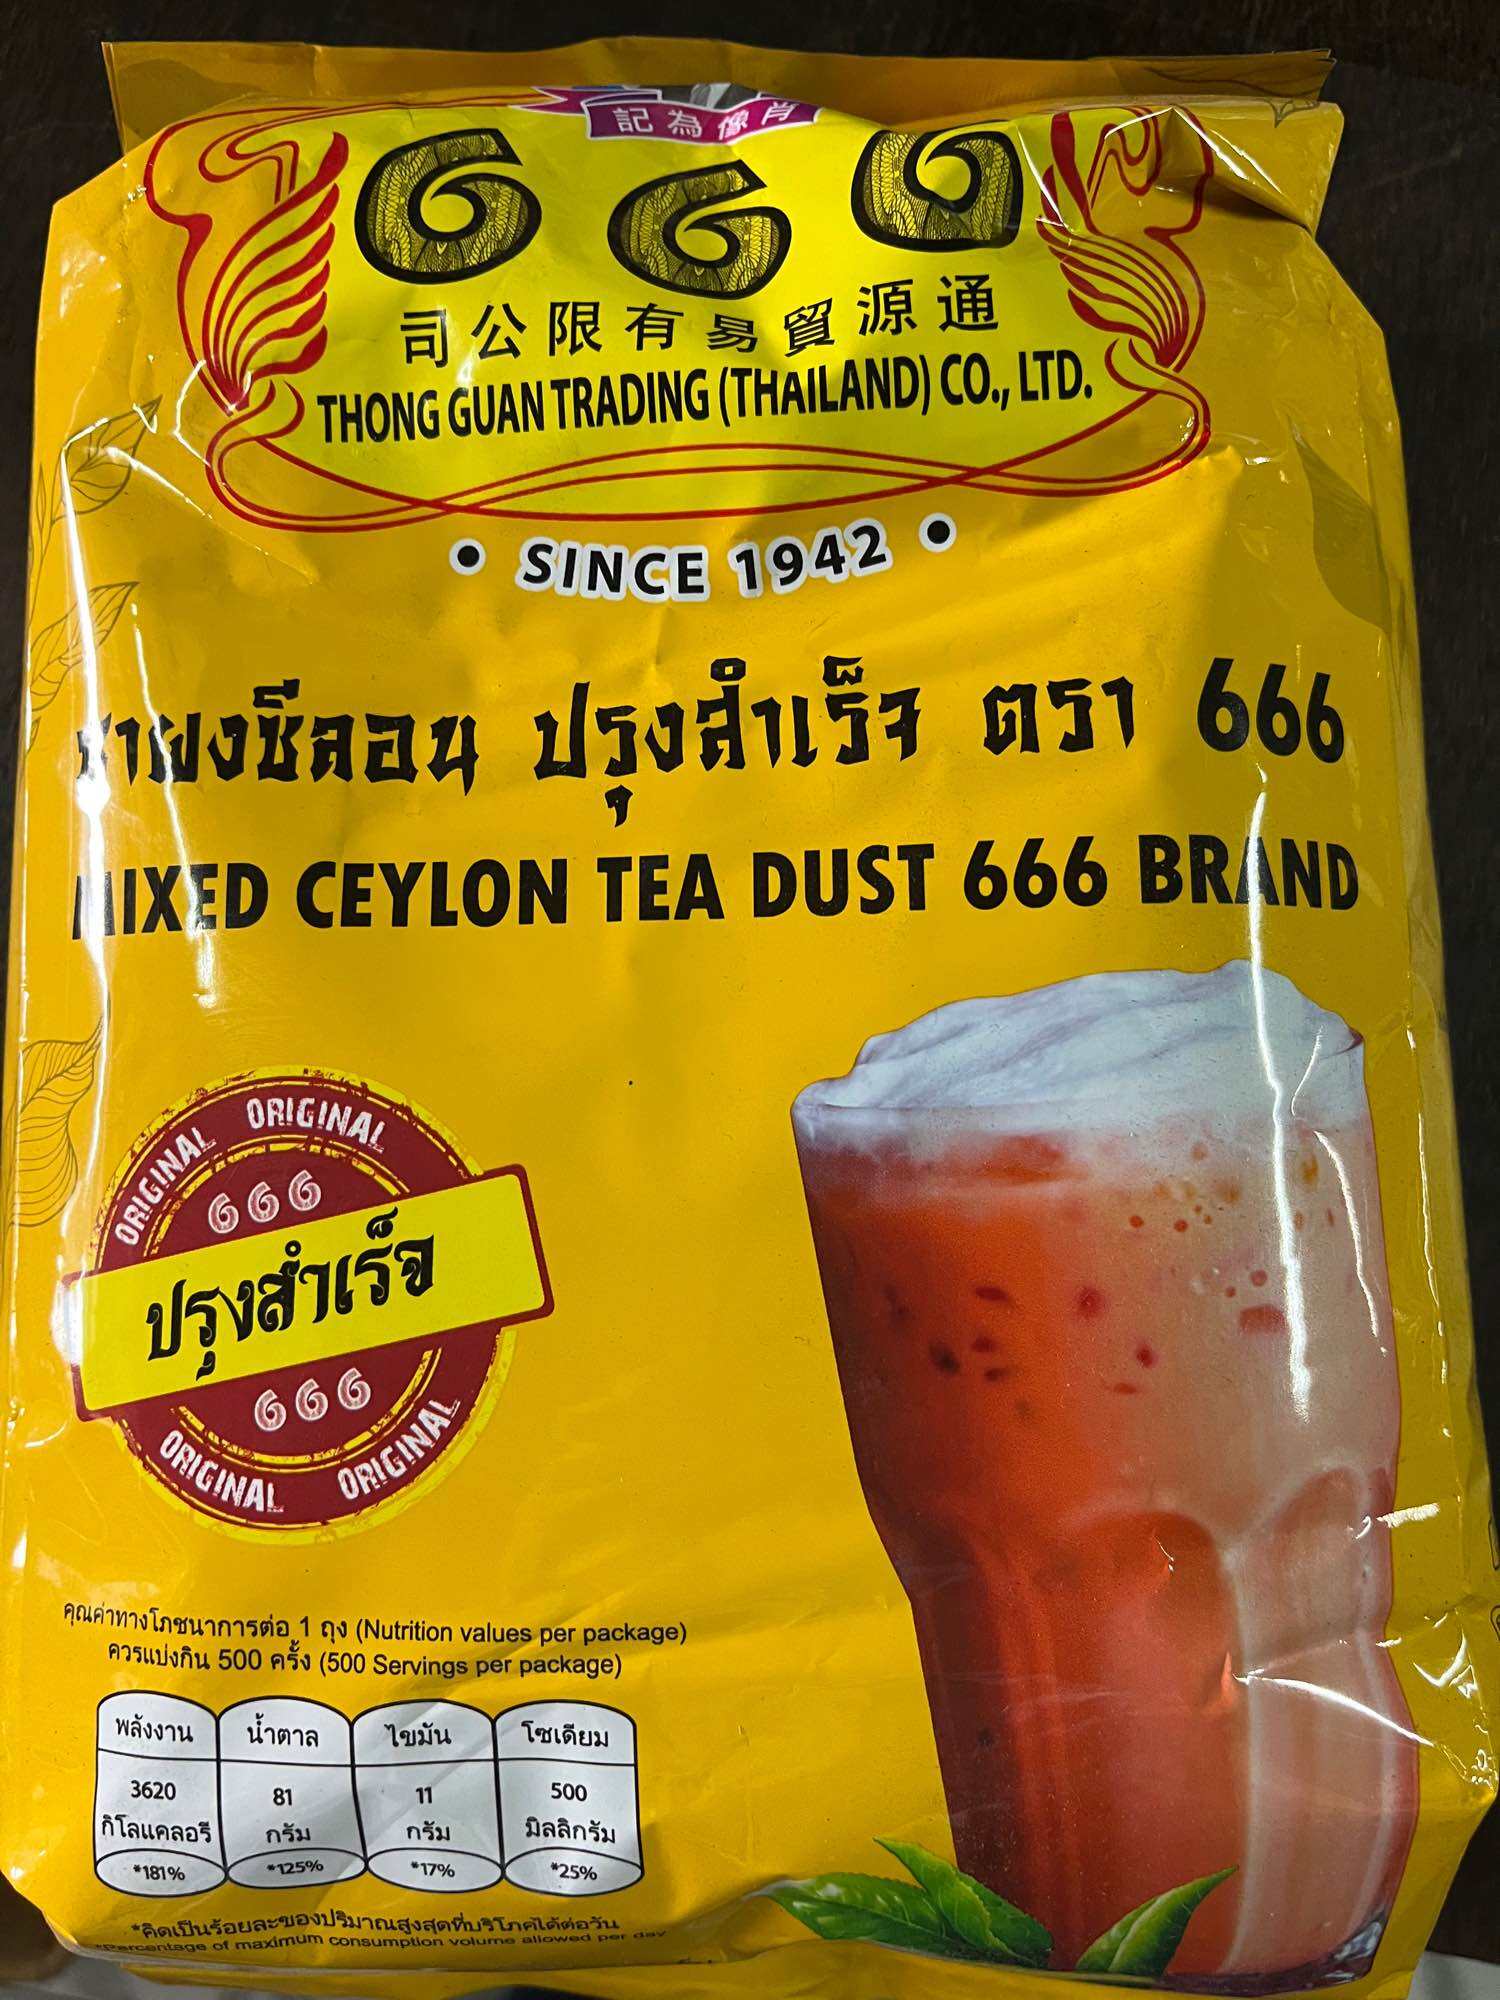 記為像肖
666
司公限有易貿源通
THONG GUAN TRADING (THAILAND) CO., LTD.
• SINCE 1942 •
ชาผงซีลอน ปรุงสำเร็จ ตรา 666
MIXED CEYLON TEA DUST 666 BRAND
ORIGINAL ORIGINAL
666
ปรุงสำเร็จ
666
ORIGINAL ORIGINAL
คุณค่าทางโภชนาการต่อ 1 ถุง (Nutrition values per package)
ควรแบ่งกิน 500 ครั้ง (500 Servings per package)
พลังงาน น้ำตาล ไขมัน โซเดียม
3620 81 11 500
กิโลแคลอรี กรัม กรัม มิลลิกรัม
*181% *125% *17% *25%
*คิดเป็นร้อยละของปริมาณสูงสุดที่บริโภคได้ต่อวัน
*Percentage of maximum consumption volume allowed per day